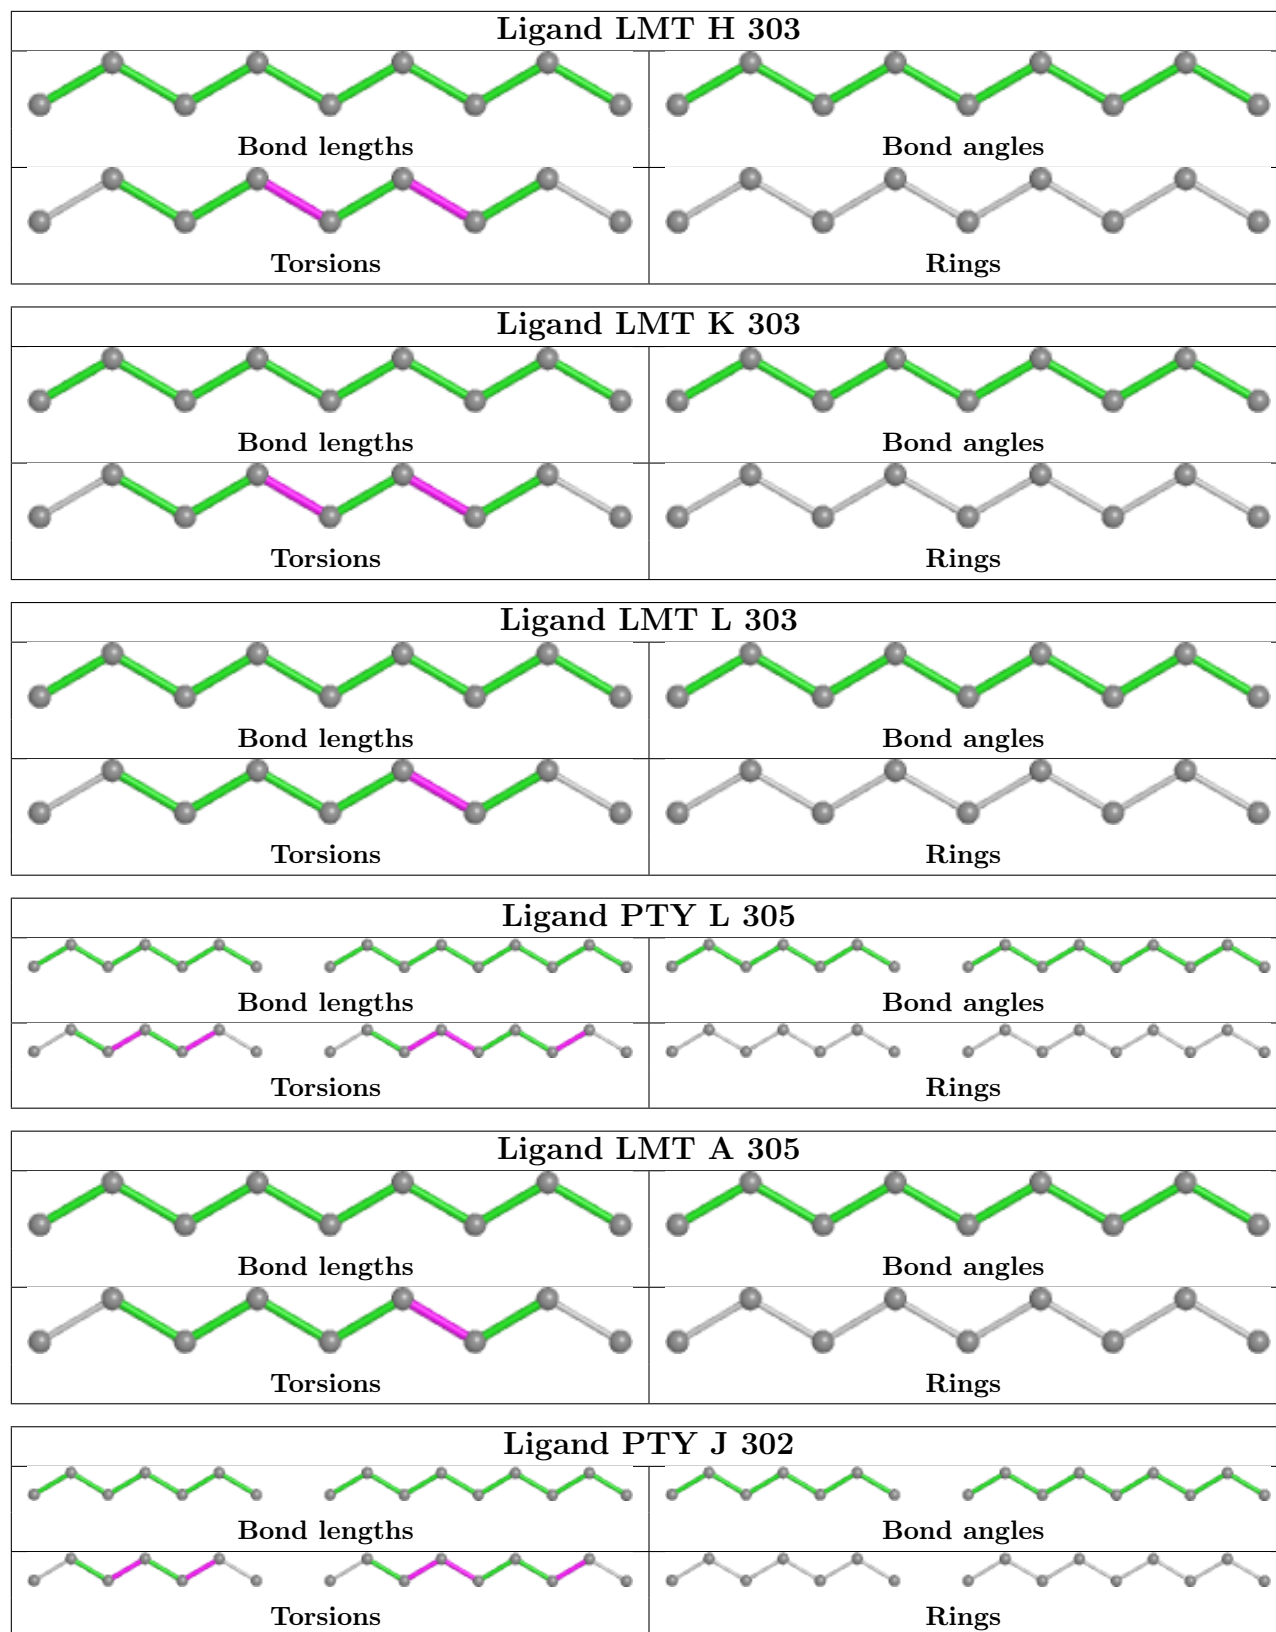 Ligand LMT H 303
Bond lengths Bond angles
Torsions Rings
Ligand LMT K 303
Bond lengths Bond angles
Torsions Rings
Ligand LMT L 303
Bond lengths Bond angles
Torsions Rings
Ligand PTY L 305
Bond lengths Bond angles
Torsions Rings
Ligand LMT A 305
Bond lengths Bond angles
Torsions Rings
Ligand PTY J 302
Bond lengths Bond angles
Torsions Rings